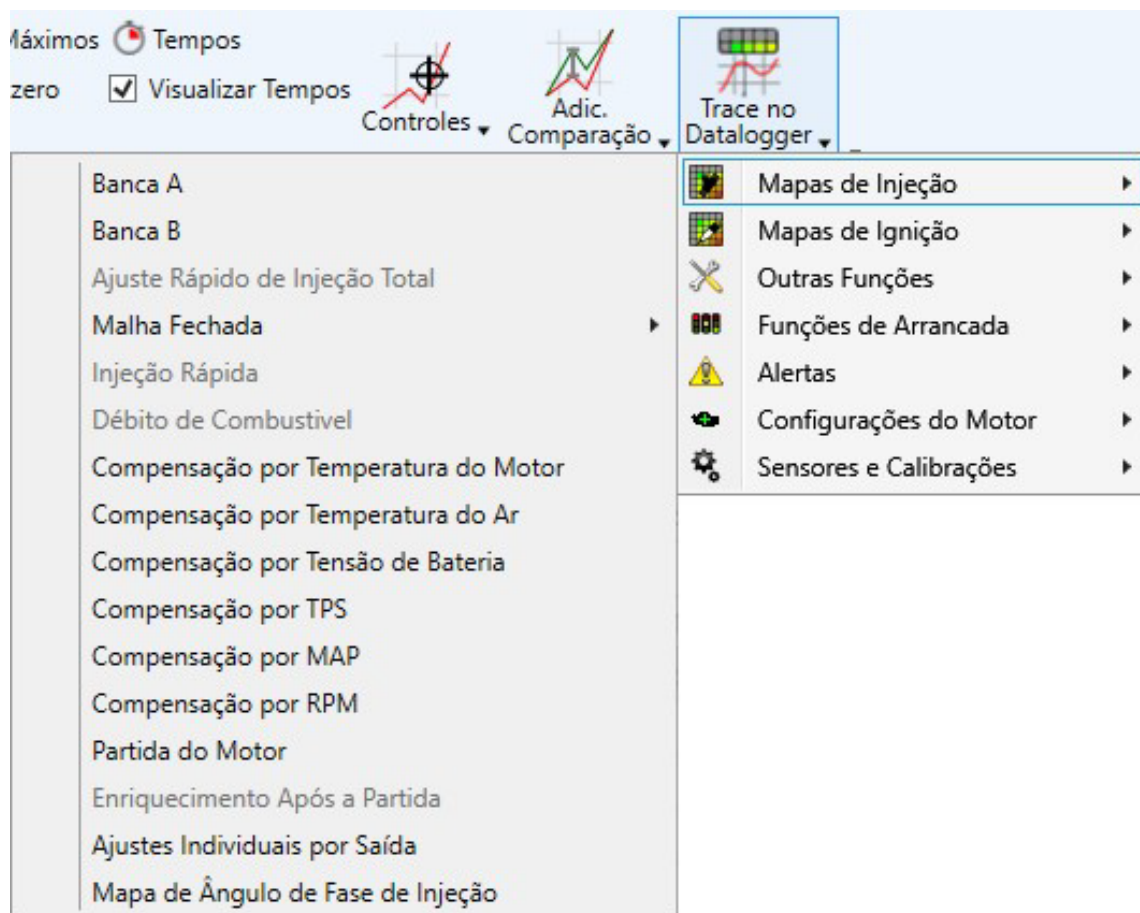 Máximos Tempos
zero Visualizar Tempos
Controles
Adic.
Comparação
Trace no
Datalogger
Banca A
Banca B
Ajuste Rápido de Injeção Total
Malha Fechada
Injeção Rápida
Débito de Combustivel
Compensação por Temperatura do Motor
Compensação por Temperatura do Ar
Compensação por Tensão de Bateria
Compensação por TPS
Compensação por MAP
Compensação por RPM
Partida do Motor
Enriquecimento Após a Partida
Ajustes Individuais por Saída
Mapa de Ângulo de Fase de Injeção
Mapas de Injeção
Mapas de Ignição
Outras Funções
Funções de Arrancada
Alertas
Configurações do Motor
Sensores e Calibrações